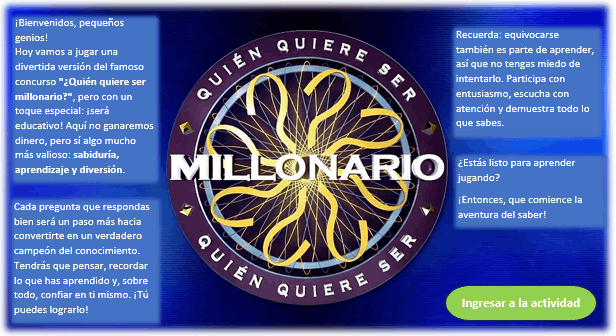 ¡Bienvenidos, pequeños
genios!
Hoy vamos a jugar una
divertida versión del famoso
concurso "¿Quién quiere ser
millonario?", pero con un
toque especial: ¡será
educativo! Aquí no ganaremos
dinero, pero sí algo mucho
más valioso: sabiduría,
aprendizaje y diversión.
Cada pregunta que respondas
bien será un paso más hacia
convertirte en un verdadero
campeón del conocimiento.
Tendrás que pensar, recordar
lo que has aprendido y, sobre
todo, confiar en ti mismo. ¡Tú
puedes lograrlo!
QUIÉN QUIERE SER
MILLONARIO
QUIÉN QUIERE SER
Recuerda: equivocarse
también es parte de aprender,
así que no tengas miedo de
intentarlo. Participa con
entusiasmo, escucha con
atención y demuestra todo lo
que sabes.
¿Estás listo para aprender
jugando?
¡Entonces, que comience la
aventura del saber!
Ingresar a la actividad